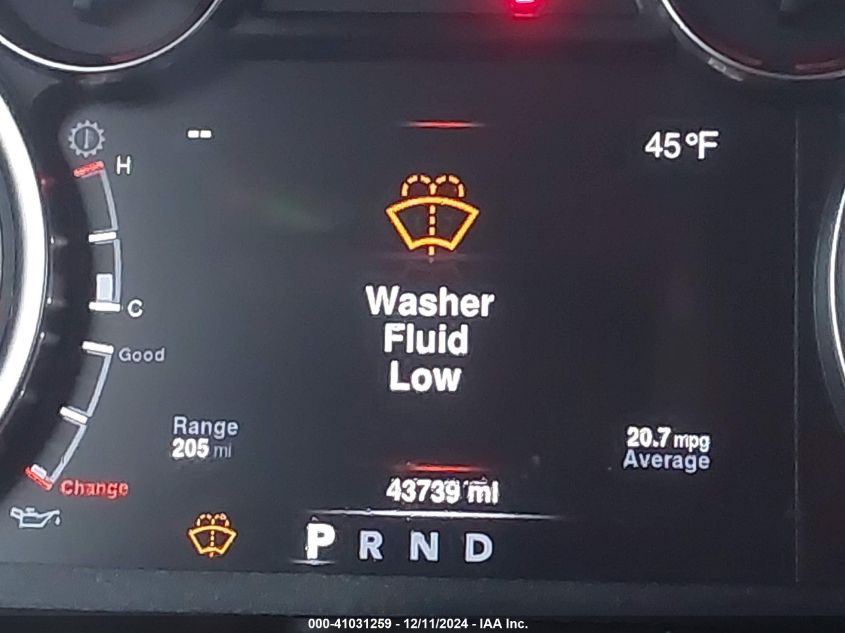 H
--
45°F
C
Washer
Fluid
Low
Good
Range
205 mi
20.7 mpg
Average
Change
43739 mi
P R N D
000-41031259 - 12/11/2024 - IAA Inc.